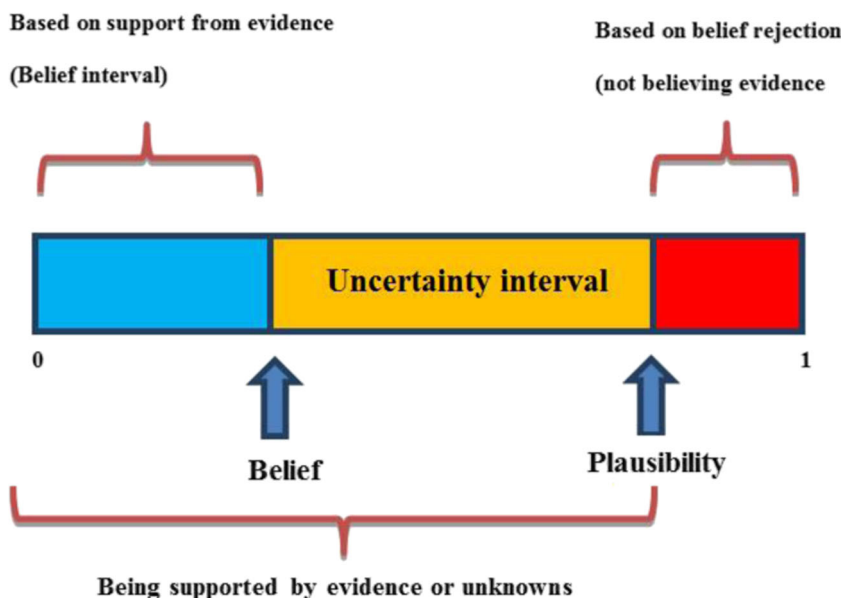 Based on support from evidence
(Belief interval)
Based on belief rejection
(not believing evidence
Uncertainty interval
0
1
Belief
Plausibility
Being supported by evidence or unknowns